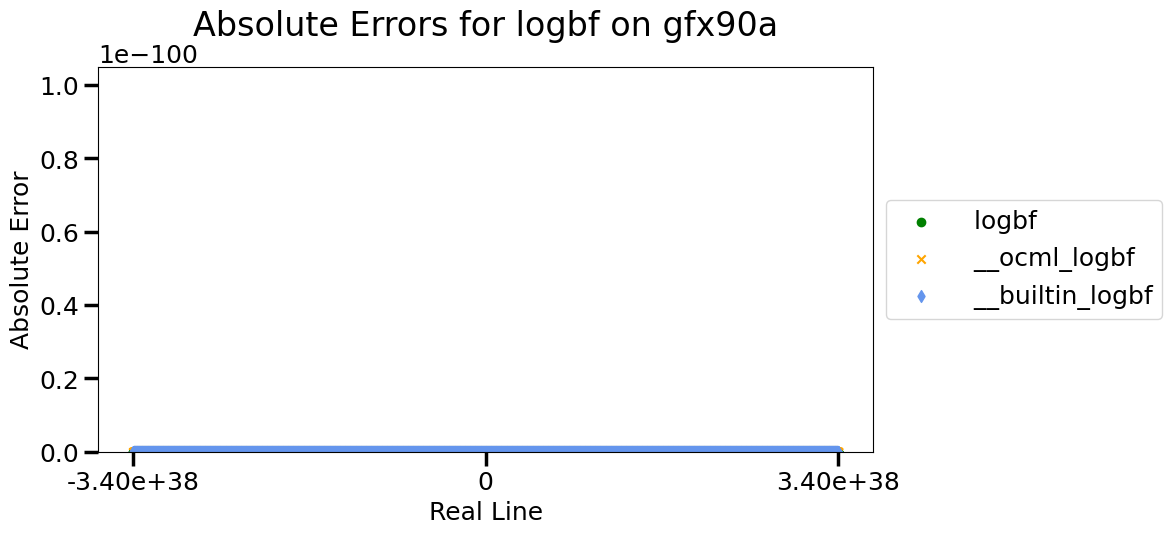 Absolute Errors for logbf on gfx90a
1e−100
1.0
0.8
0.6
0.4
0.2
0.0
Absolute Error
-3.40e+38
0
3.40e+38
Real Line
logbf
__ocml_logbf
__builtin_logbf